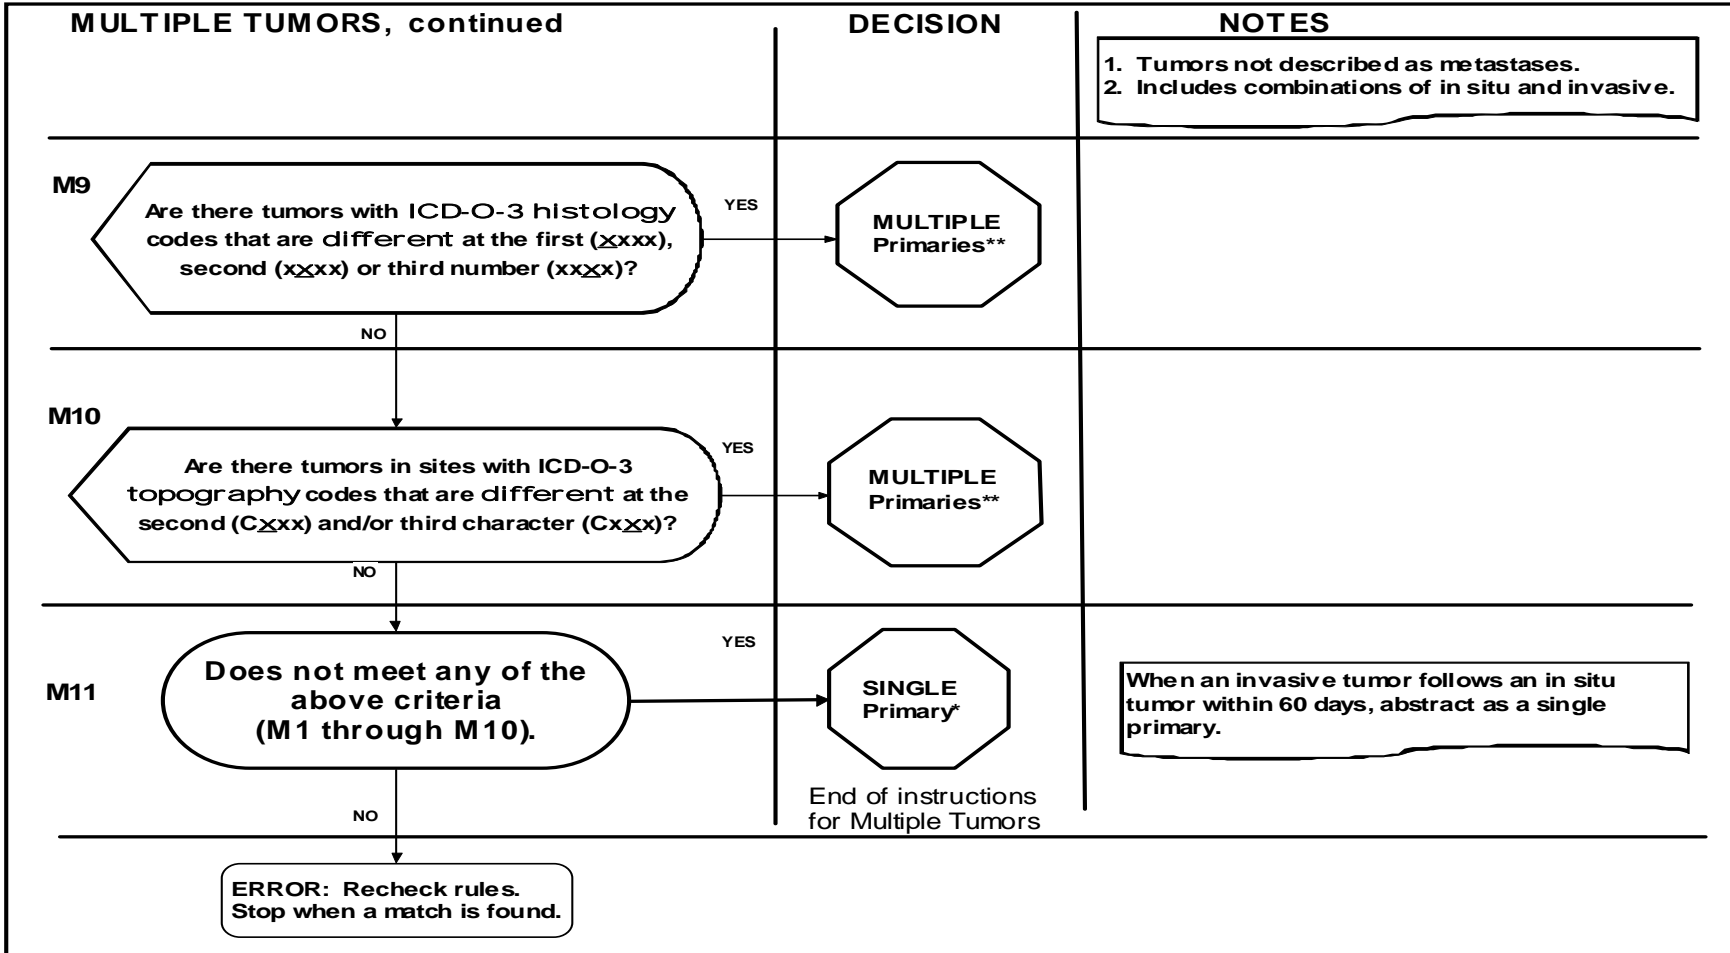 MULTIPLE TUMORS, continued
DECISION
NOTES
1. Tumors not described as metastases.
2. Includes combinations of in situ and invasive.
M9
Are there tumors with ICD-O-3 histology
codes that are different at the first (xxxx),
second (xxxx) or third number (xxxx)?
YES
MULTIPLE
Primaries**
NO
M10
Are there tumors in sites with ICD-O-3
topography codes that are different at the
second (Cxxx) and/or third character (Cxxx)?
YES
MULTIPLE
Primaries**
NO
M11
Does not meet any of the
above criteria
(M1 through M10).
YES
SINGLE
Primary*
When an invasive tumor follows an in situ
tumor within 60 days, abstract as a single
primary.
End of instructions
for Multiple Tumors
NO
ERROR: Recheck rules.
Stop when a match is found.